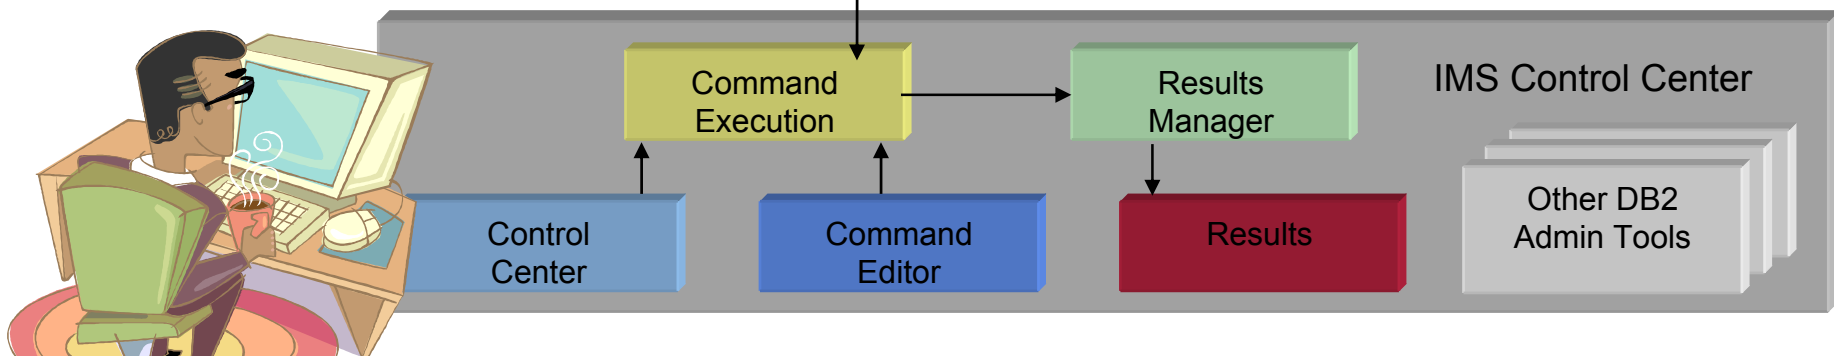 Command
Execution
Results
Manager
IMS Control Center
Control
Center
Command
Editor
Results
Other DB2
Admin Tools